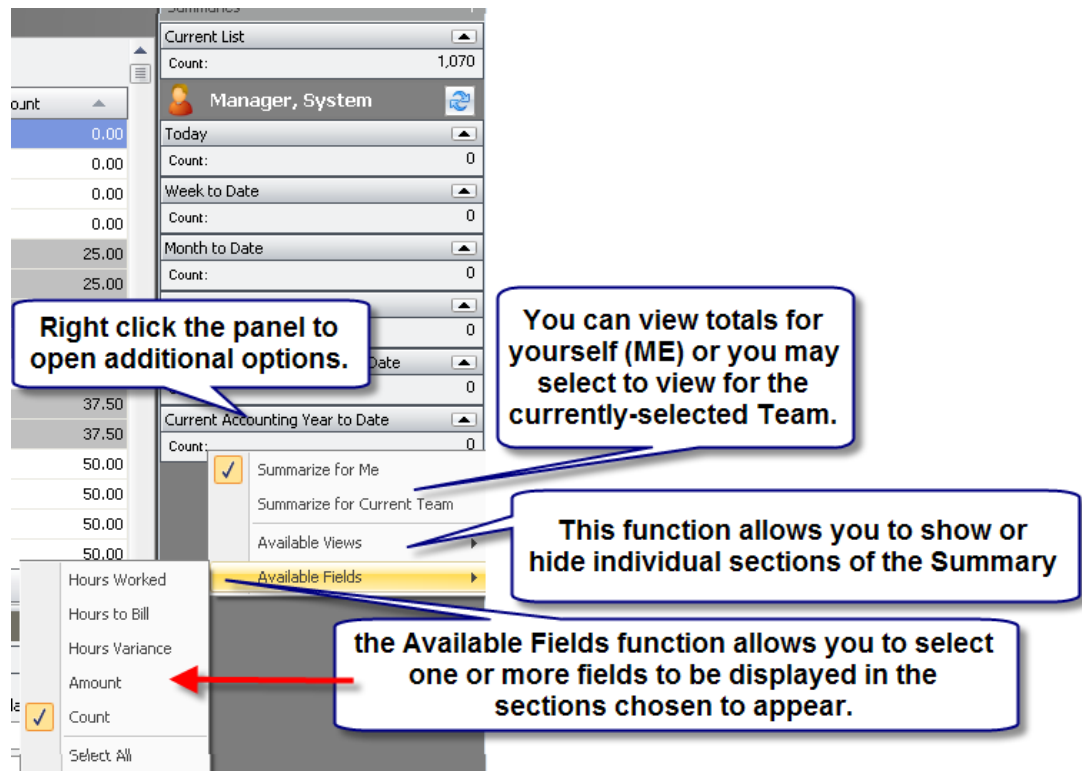 Summaries
Current List
Count: 1,070
ount
Manager, System
0.00
Today
0.00
Count: 0
0.00
Week to Date
0.00
Count: 0
25.00
Month to Date
25.00
Count: 0
Right click the panel to
open additional options.
0
Date
0
37.50
Current Accounting Year to Date
37.50
Count: 0
You can view totals for
yourself (ME) or you may
select to view for the
currently-selected Team.
50.00
Summarize for Me
50.00
Summarize for Current Team
50.00
Available Views
50.00
Available Fields
This function allows you to show or
hide individual sections of the Summary
Hours Worked
Hours to Bill
Hours Variance
Amount
Count
Select All
the Available Fields function allows you to select
one or more fields to be displayed in the
sections chosen to appear.